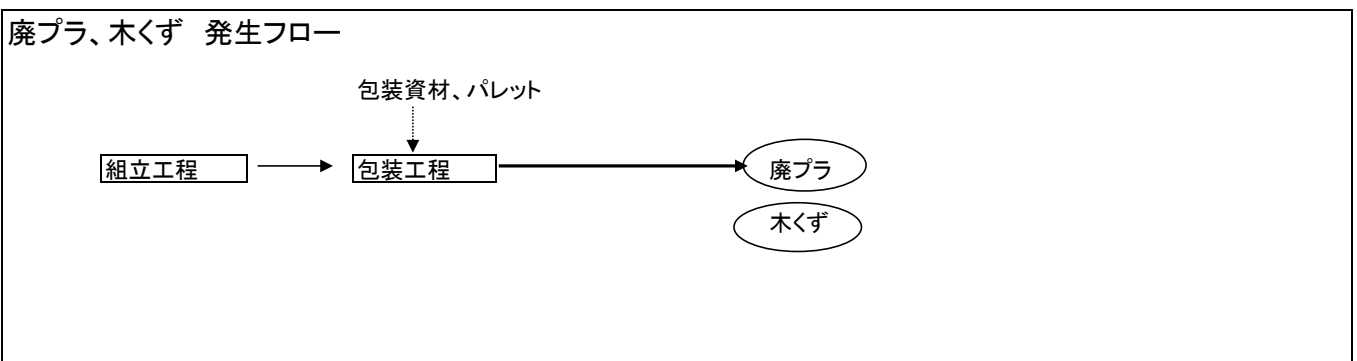 廃プラ、木くず　発生フロー
包装資材、パレット
組立工程
包装工程
廃プラ
木くず